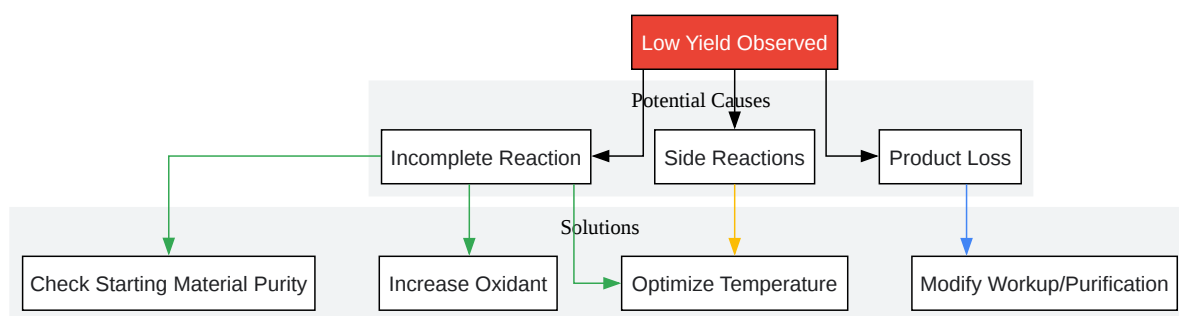 Low Yield Observed
Potential Causes
Incomplete Reaction
Side Reactions
Product Loss
Solutions
Check Starting Material Purity
Increase Oxidant
Optimize Temperature
Modify Workup/Purification